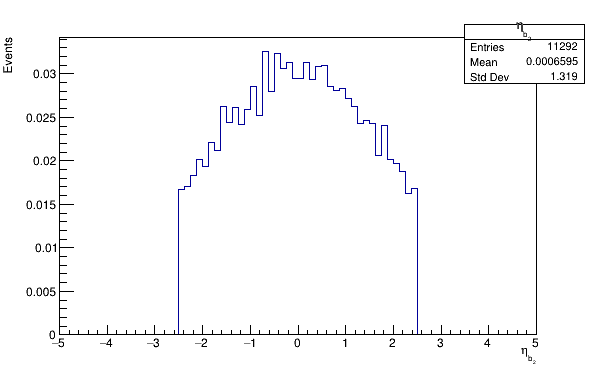 η_b₂
Entries 11292
Mean 0.0006595
Std Dev 1.319
Events
0.03
0.025
0.02
0.015
0.01
0.005
0
−5 −4 −3 −2 −1 0 1 2 3 4 5
η_b₂